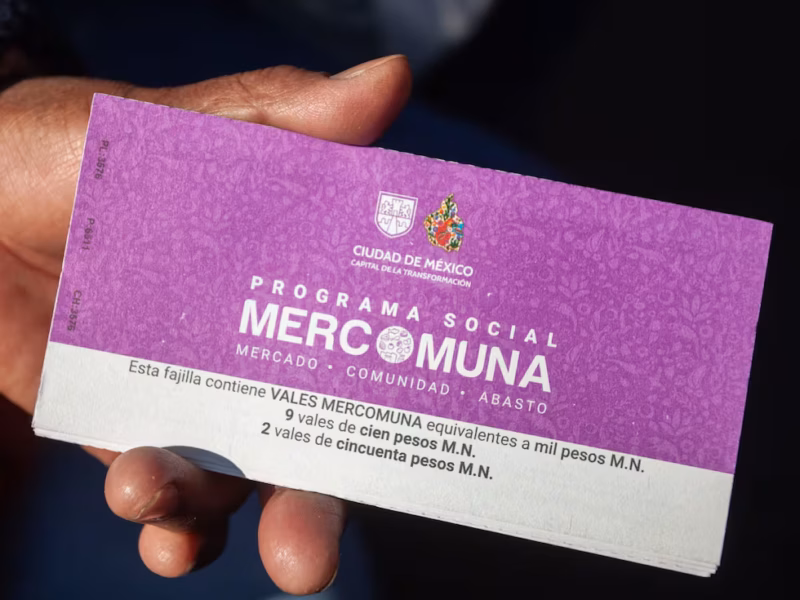 CIUDAD DE MÉXICO
CAPITAL DE LA TRANSFORMACIÓN
PROGRAMA SOCIAL
MERCOMUNA
MERCADO • COMUNIDAD • ABASTO
Esta fajilla contiene VALES MERCOMUNA equivalentes a mil pesos M.N.
9 vales de cien pesos M.N.
2 vales de cincuenta pesos M.N.